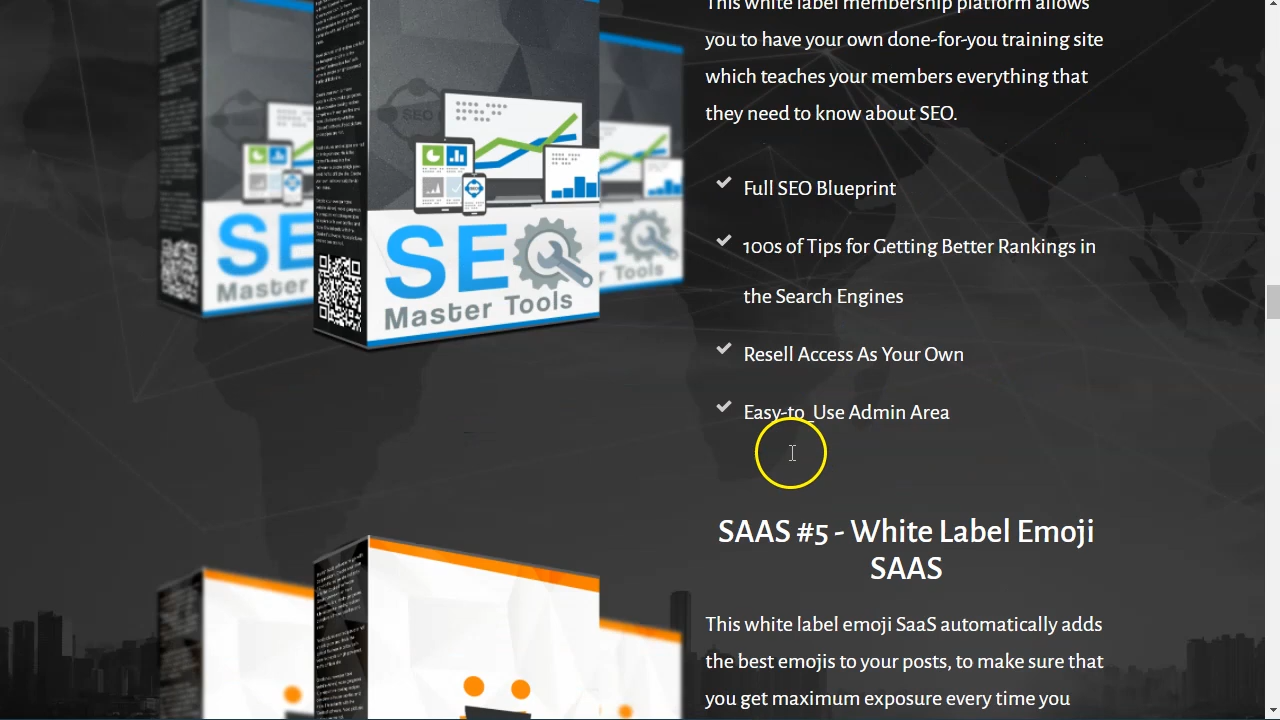 This white label membership platform allows
you to have your own done-for-you training site
which teaches your members everything that
they need to know about SEO.
Full SEO Blueprint
100s of Tips for Getting Better Rankings in
the Search Engines
Resell Access As Your Own
Easy-to_Use Admin Area
SEO
Master Tools
SE
Master
Tools
SAAS #5 - White Label Emoji
SAAS
This white label emoji SaaS automatically adds
the best emojis to your posts, to make sure that
you get maximum exposure every time you